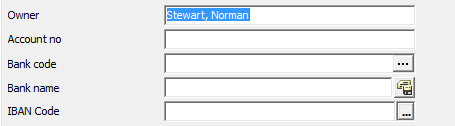 Owner Stewart, Norman
Account no
Bank code ...
Bank name
IBAN Code ...